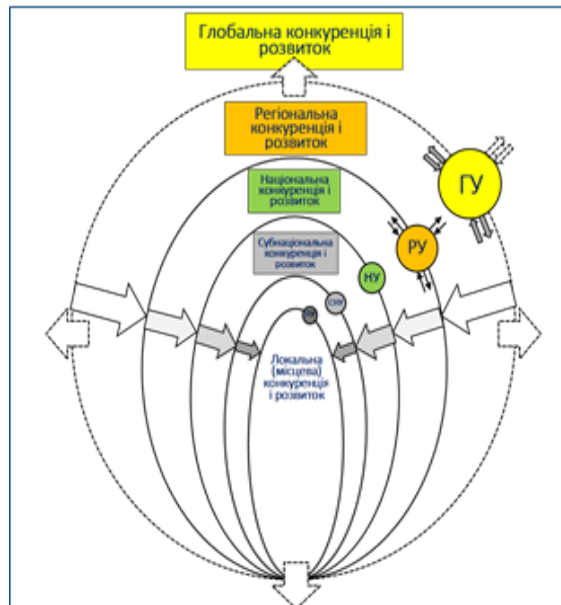 Глобальна конкуренція і
розвиток
Регіональна
конкуренція і
розвиток
ГУ
Національна
конкуренція і
розвиток
РУ
Субнаціональна
конкуренція і
розвиток
НУ
СНУ
Локальна
(місцева)
конкуренція
і розвиток